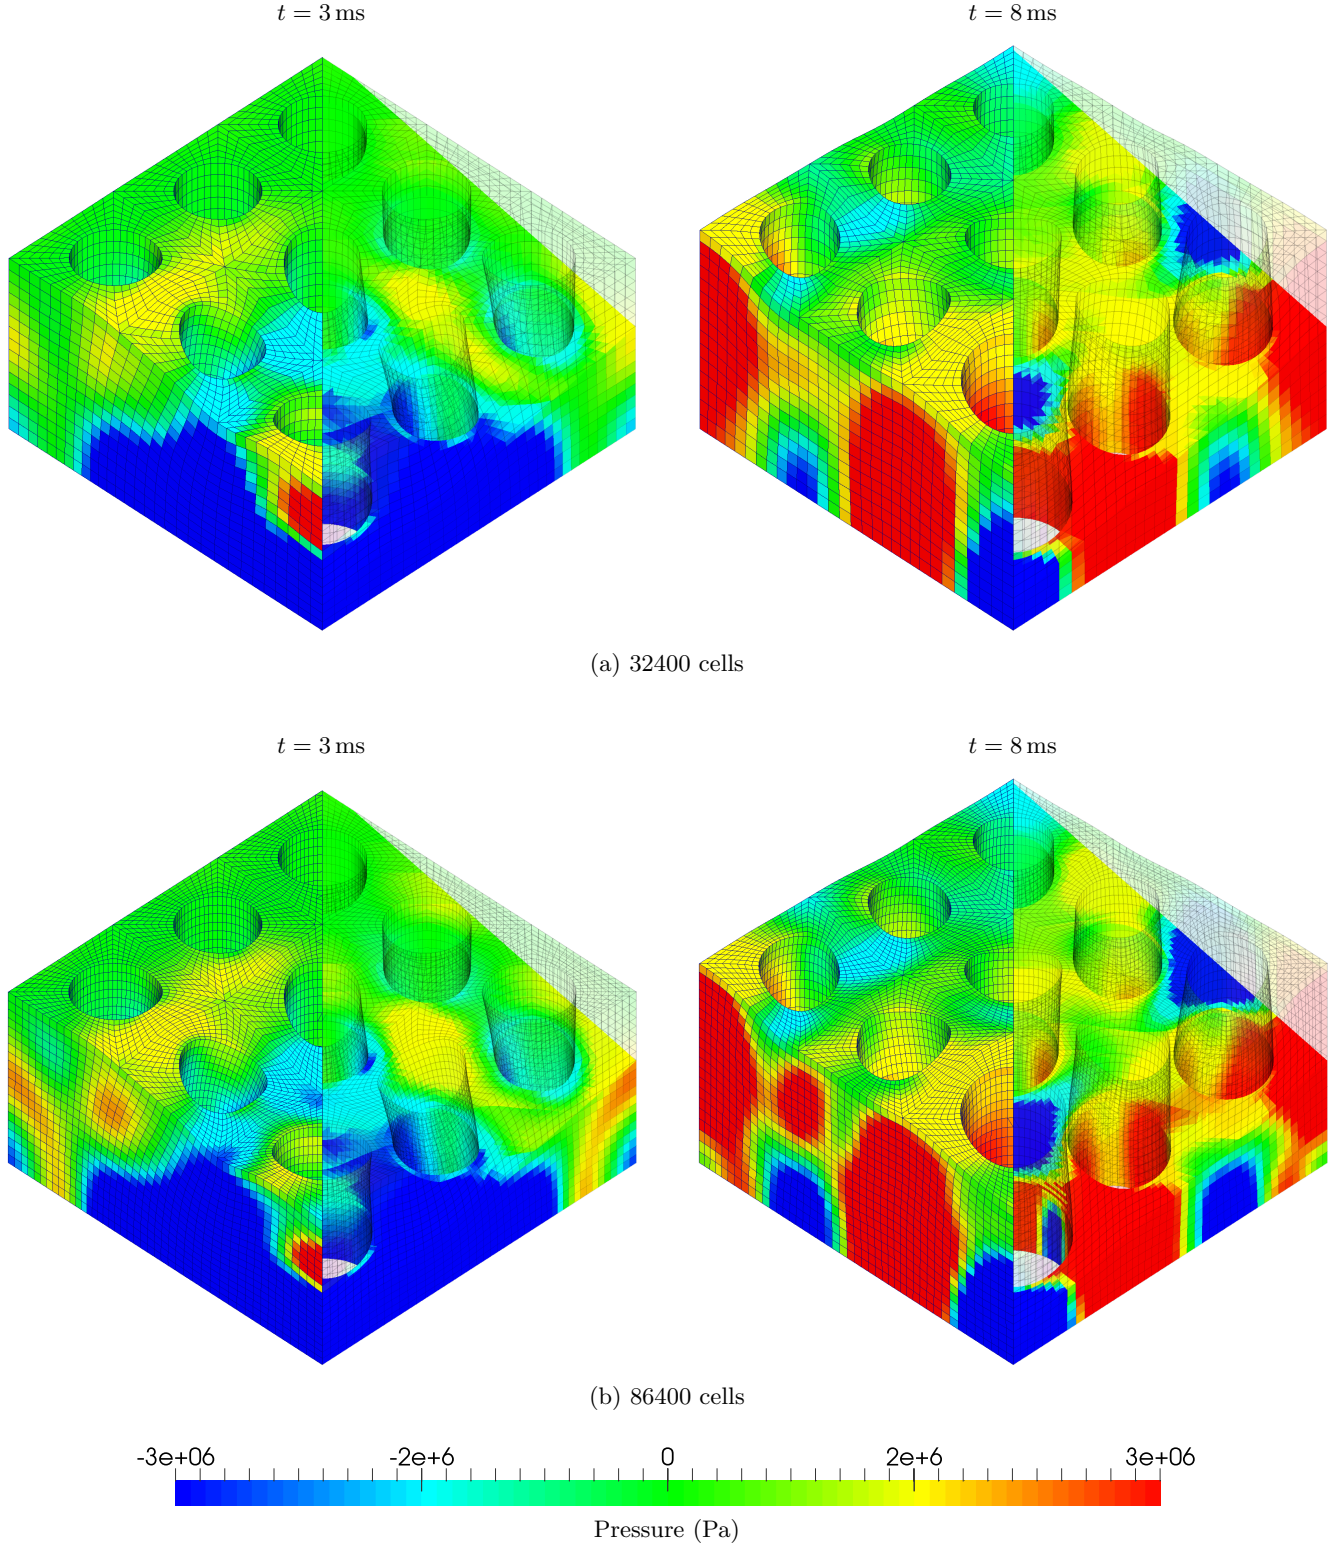 t = 3 ms t = 8 ms
(a) 32400 cells
t = 3 ms t = 8 ms
(b) 86400 cells
-3e+06 -2e+6 0 2e+6 3e+06
Pressure (Pa)